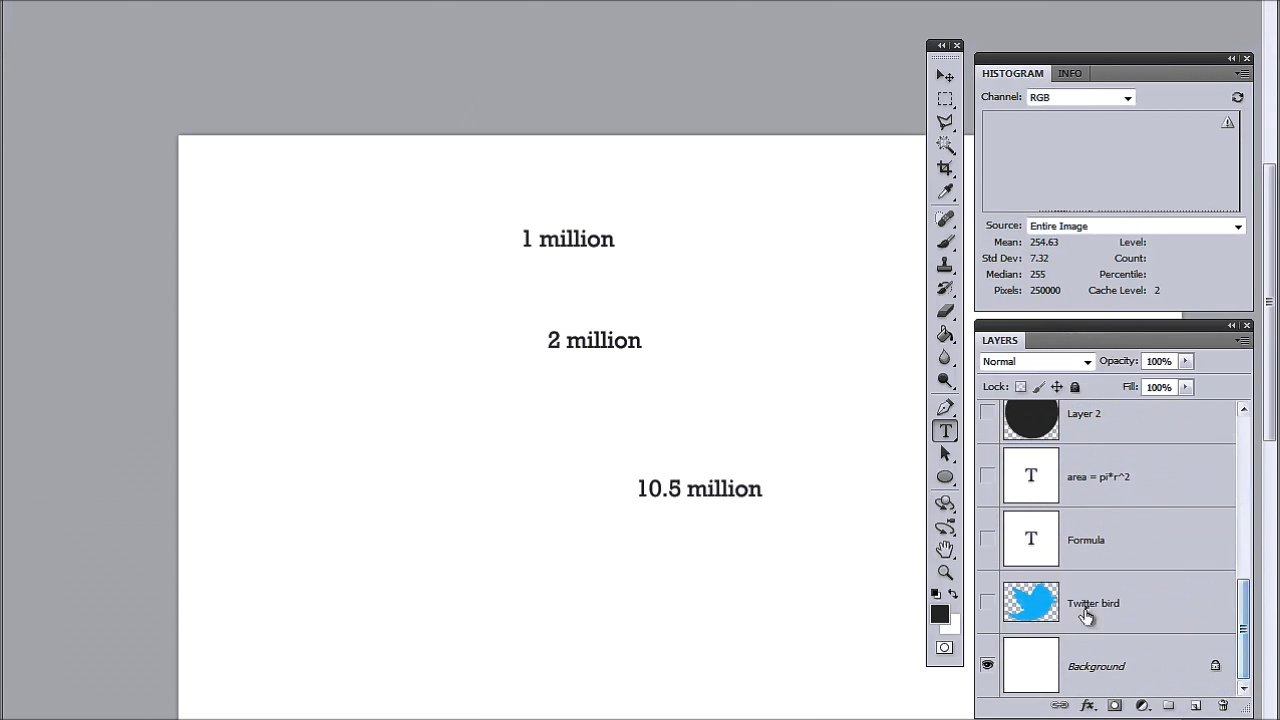 HISTOGRAM INFO
Channel: RGB
Source: Entire Image
Mean: 254.63 Level:
Std Dev: 7.32 Count:
Median: 255 Percentile:
Pixels: 250000 Cache Level: 2
1 million
2 million
10.5 million
LAYERS
Normal Opacity: 100%
Lock: Fill: 100%
Layer 2
T area = pi*r^2
T Formula
Twitter bird
Background
fx
T